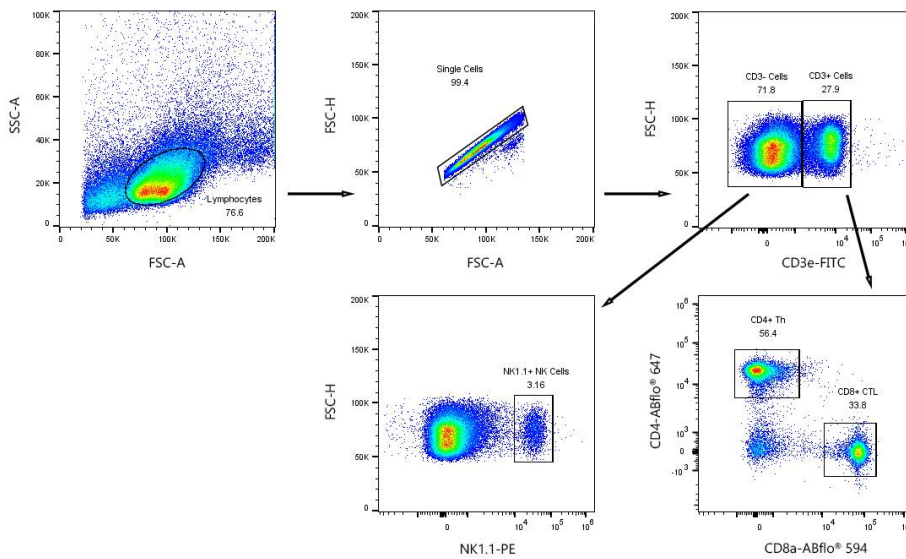 100K
80K
60K
40K
20K
0
SSC-A
Lymphocytes
76.6
0
50K
100K
150K
200K
FSC-A
200K
150K
100K
50K
0
FSC-H
Single Cells
99.4
0
50K
100K
150K
200K
FSC-A
200K
150K
100K
50K
0
FSC-H
CD3- Cells
71.8
CD3+ Cells
27.9
0
10⁴
10⁵
10⁶
CD3e-FITC
200K
150K
100K
50K
0
FSC-H
NK1.1+ NK Cells
3.16
0
10⁴
10⁵
10⁶
NK1.1-PE
10⁶
10⁵
10⁴
10³
0
-10³
CD4-ABflo® 647
CD4+ Th
56.4
CD8+ CTL
33.8
0
10³
10⁴
10⁵
10⁶
CD8a-ABflo® 594